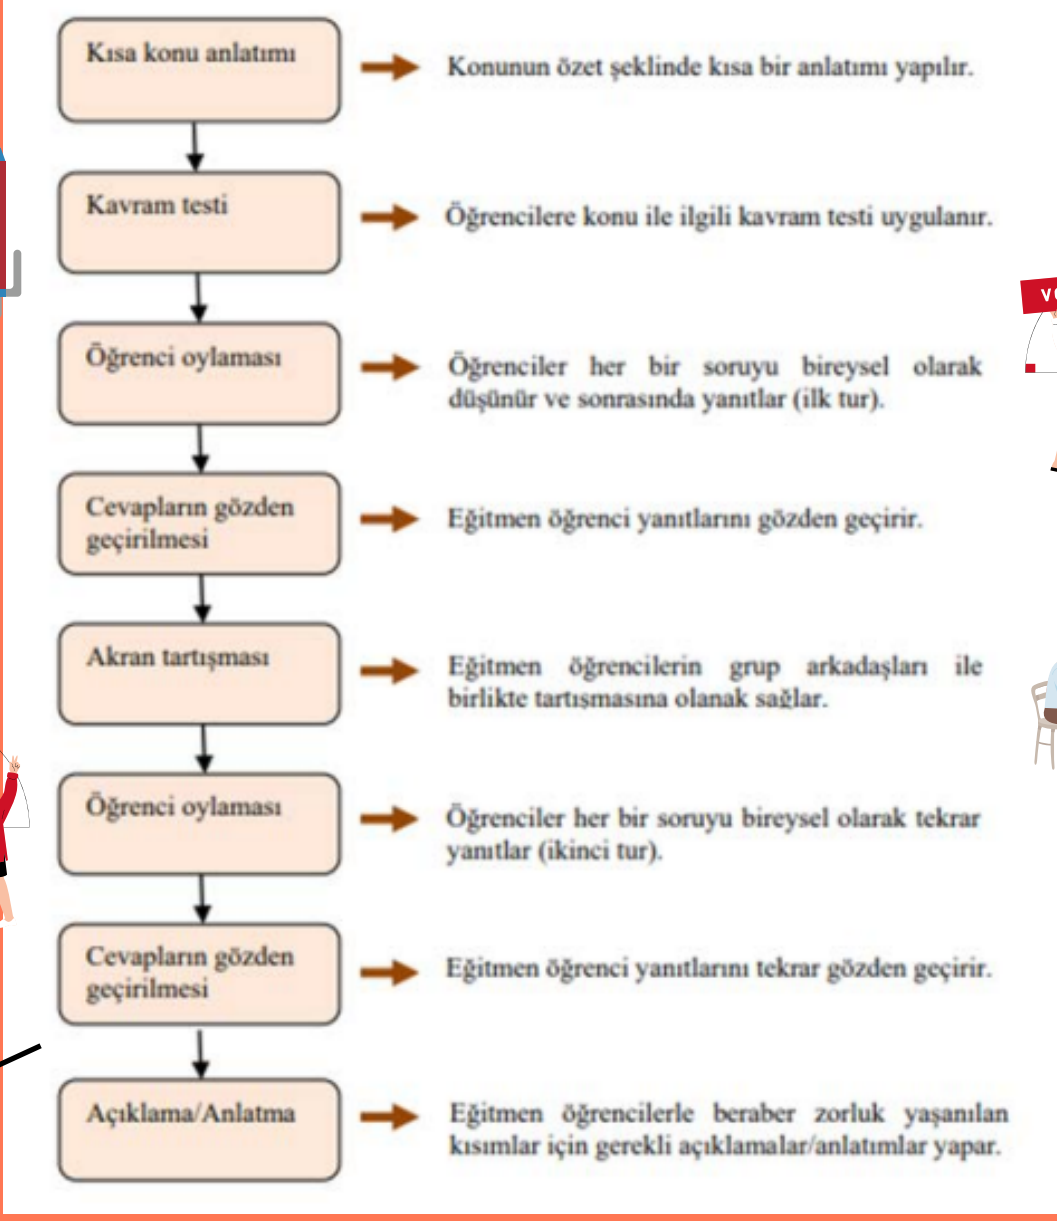 Kısa konu anlatımı
Konunun özet şeklinde kısa bir anlatımı yapılır.
Kavram testi
Öğrencilere konu ile ilgili kavram testi uygulanır.
Öğrenci oylaması
Öğrenciler her bir soruyu bireysel olarak
düşünür ve sonrasında yanıtlar (ilk tur).
Cevapların gözden
geçirilmesi
Eğitmen öğrenci yanıtlarını gözden geçirir.
Akran tartışması
Eğitmen öğrencilerin grup arkadaşları ile
birlikte tartışmasına olanak sağlar.
Öğrenci oylaması
Öğrenciler her bir soruyu bireysel olarak tekrar
yanıtlar (ikinci tur).
Cevapların gözden
geçirilmesi
Eğitmen öğrenci yanıtlarını tekrar gözden geçirir.
Açıklama/Anlatma
Eğitmen öğrencilerle beraber zorluk yaşanılan
kısımlar için gerekli açıklamalar/anlatımlar yapar.